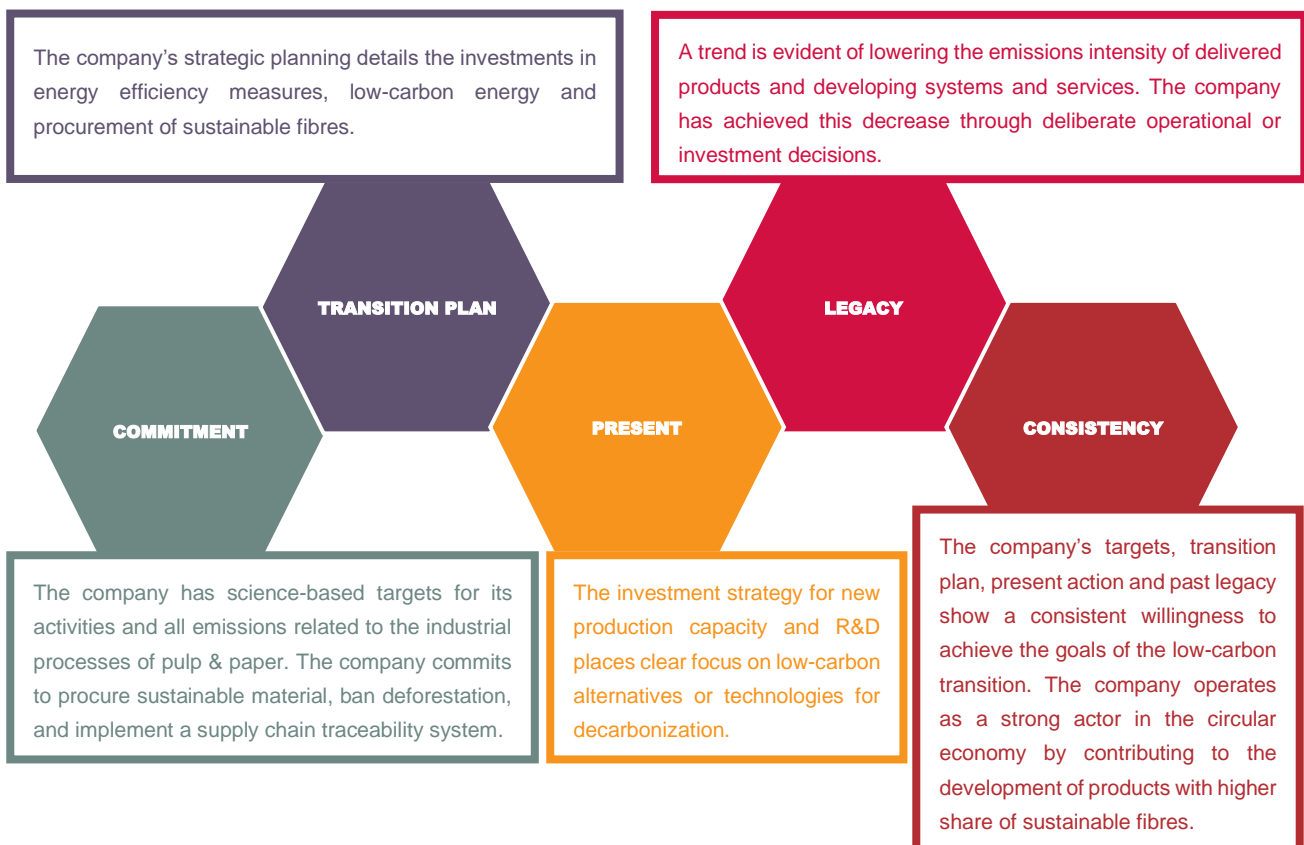 The company’s strategic planning details the investments in
energy efficiency measures, low-carbon energy and
procurement of sustainable fibres.
A trend is evident of lowering the emissions intensity of delivered
products and developing systems and services. The company
has achieved this decrease through deliberate operational or
investment decisions.
TRANSITION PLAN
LEGACY
COMMITMENT
PRESENT
CONSISTENCY
The company has science-based targets for its
activities and all emissions related to the industrial
processes of pulp & paper. The company commits
to procure sustainable material, ban deforestation,
and implement a supply chain traceability system.
The investment strategy for new
production capacity and R&D
places clear focus on low-carbon
alternatives or technologies for
decarbonization.
The company’s targets, transition
plan, present action and past legacy
show a consistent willingness to
achieve the goals of the low-carbon
transition. The company operates
as a strong actor in the circular
economy by contributing to the
development of products with higher
share of sustainable fibres.